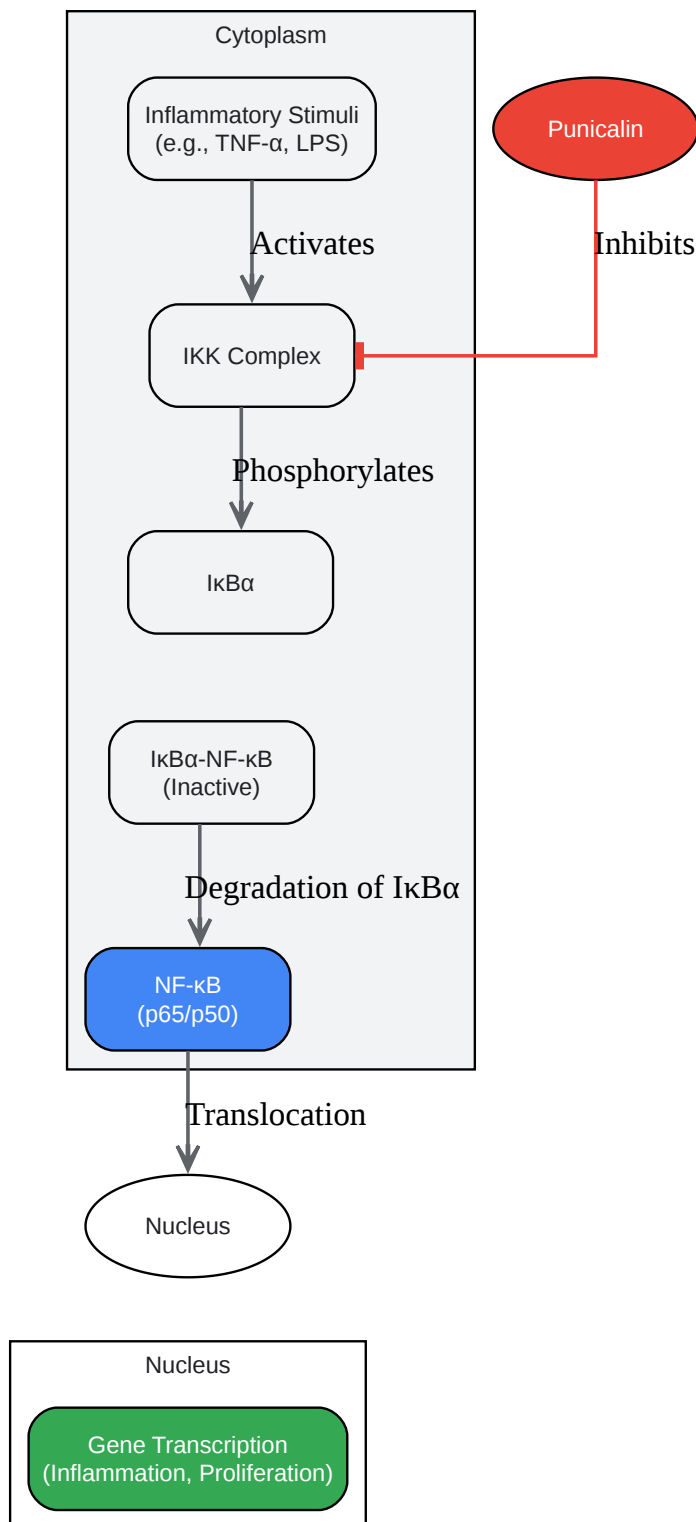 Cytoplasm
Inflammatory Stimuli
(e.g., TNF-α, LPS)
Punicalin
Activates
Inhibits
IKK Complex
Phosphorylates
IκBα
IκBα-NF-κB
(Inactive)
Degradation of IκBα
NF-κB
(p65/p50)
Translocation
Nucleus
Nucleus
Gene Transcription
(Inflammation, Proliferation)